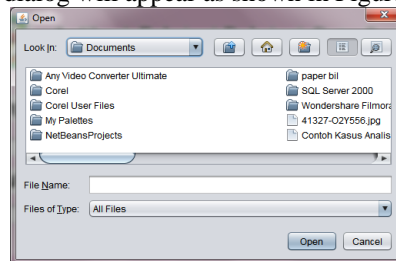 dialog will appear as shown in Figur
Open
Look In: Documents
Any Video Converter Ultimate
Corel
Corel User Files
My Palettes
NetBeansProjects
paper bil
SQL Server 2000
Wondershare Filmora
41327-O2Y556.jpg
Contoh Kasus Analis
File Name:
Files of Type: All Files
Open Cancel